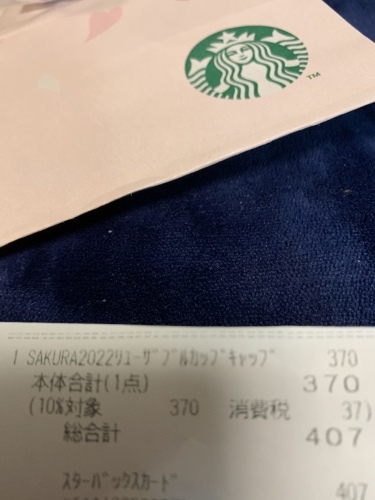 TM
1 SAKURA2022ﾘﾕｰｻﾞﾌﾞﾙｶｯﾌﾟｷｬｯﾌﾟ 370
本体合計(1点) 370
(10%対象 370 消費税 37)
総合計 407
ｽﾀｰﾊﾞｯｸｽｶｰﾄﾞ 407